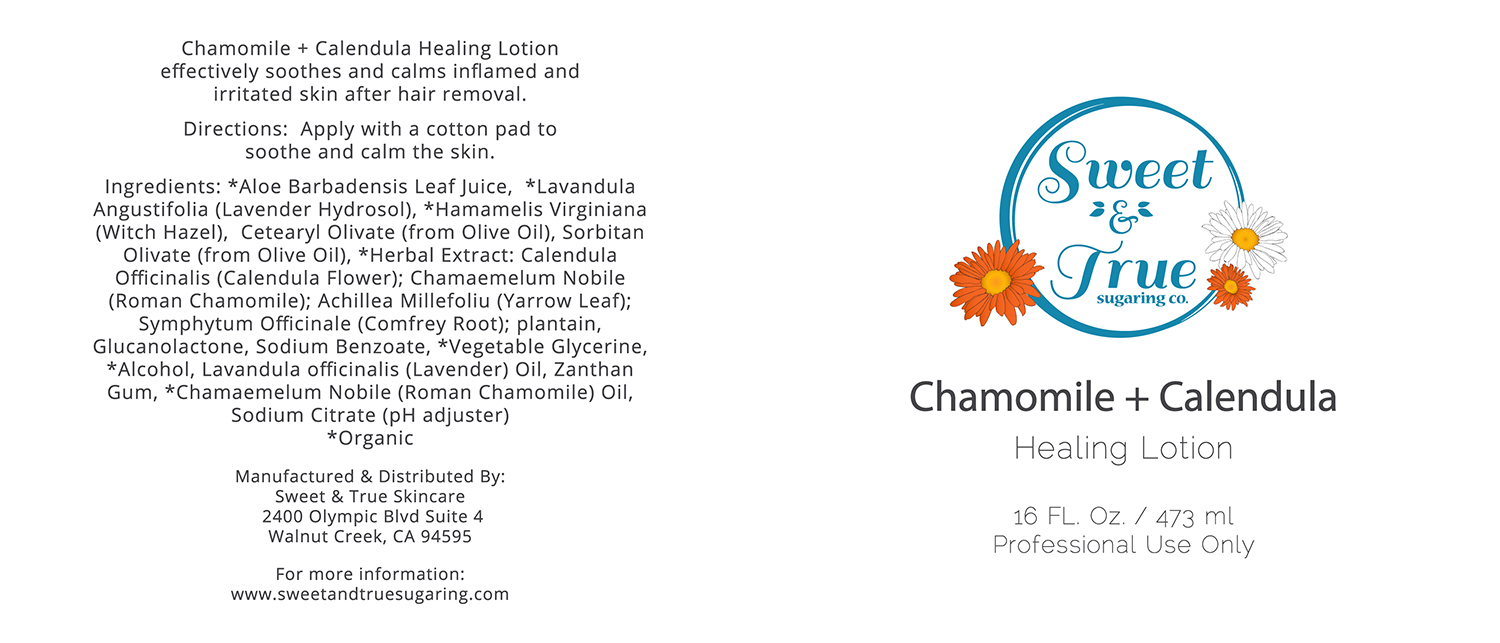 Chamomile + Calendula Healing Lotion
effectively soothes and calms inflamed and
irritated skin after hair removal.
Directions:  Apply with a cotton pad to
soothe and calm the skin.
Ingredients: *Aloe Barbadensis Leaf Juice,  *Lavandula
Angustifolia (Lavender Hydrosol), *Hamamelis Virginiana
(Witch Hazel),  Cetearyl Olivate (from Olive Oil), Sorbitan
Olivate (from Olive Oil), *Herbal Extract: Calendula
Officinalis (Calendula Flower); Chamaemelum Nobile
(Roman Chamomile); Achillea Millefoliu (Yarrow Leaf);
Symphytum Officinale (Comfrey Root); plantain,
Glucanolactone, Sodium Benzoate, *Vegetable Glycerine,
*Alcohol, Lavandula officinalis (Lavender) Oil, Zanthan
Gum, *Chamaemelum Nobile (Roman Chamomile) Oil,
Sodium Citrate (pH adjuster)
*Organic
Manufactured & Distributed By:
Sweet & True Skincare
2400 Olympic Blvd Suite 4
Walnut Creek, CA 94595
For more information:
www.sweetandtruesugaring.com
Sweet
&
True
sugaring co.
Chamomile + Calendula
Healing Lotion
16 FL. Oz. / 473 ml
Professional Use Only